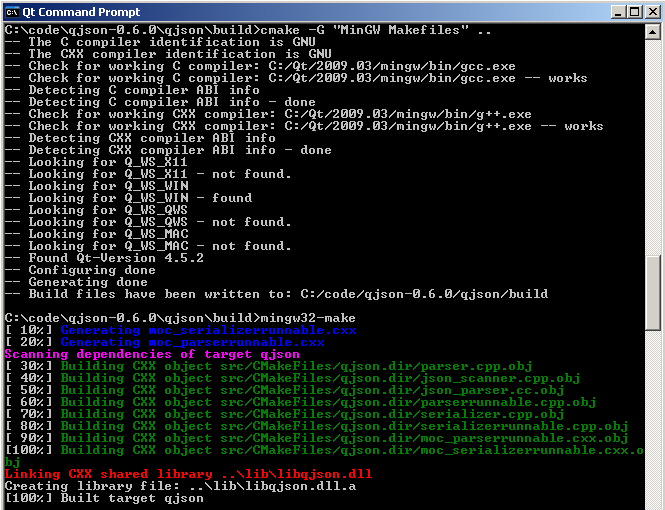 Qt Command Prompt
C:\code\qjson-0.6.0\qjson\build>cmake -G "MinGW Makefiles" ..
-- The C compiler identification is GNU
-- The CXX compiler identification is GNU
-- Check for working C compiler: C:/Qt/2009.03/mingw/bin/gcc.exe
-- Check for working C compiler: C:/Qt/2009.03/mingw/bin/gcc.exe -- works
-- Detecting C compiler ABI info
-- Detecting C compiler ABI info - done
-- Check for working CXX compiler: C:/Qt/2009.03/mingw/bin/g++.exe
-- Check for working CXX compiler: C:/Qt/2009.03/mingw/bin/g++.exe -- works
-- Detecting CXX compiler ABI info
-- Detecting CXX compiler ABI info - done
-- Looking for Q_WS_X11
-- Looking for Q_WS_X11 - not found.
-- Looking for Q_WS_WIN
-- Looking for Q_WS_WIN - found
-- Looking for Q_WS_QWS
-- Looking for Q_WS_QWS - not found.
-- Looking for Q_WS_MAC
-- Looking for Q_WS_MAC - not found.
-- Found Qt-Version 4.5.2
-- Configuring done
-- Generating done
-- Build files have been written to: C:/code/qjson-0.6.0/qjson/build
C:\code\qjson-0.6.0\qjson\build>mingw32-make
[ 10%] Generating moc_serializerrunnable.cxx
[ 20%] Generating moc_parserrunnable.cxx
Scanning dependencies of target qjson
[ 30%] Building CXX object src/CMakeFiles/qjson.dir/parser.cpp.obj
[ 40%] Building CXX object src/CMakeFiles/qjson.dir/json_scanner.cpp.obj
[ 50%] Building CXX object src/CMakeFiles/qjson.dir/json_parser.cc.obj
[ 60%] Building CXX object src/CMakeFiles/qjson.dir/parserrunnable.cpp.obj
[ 70%] Building CXX object src/CMakeFiles/qjson.dir/serializer.cpp.obj
[ 80%] Building CXX object src/CMakeFiles/qjson.dir/serializerrunnable.cpp.obj
[ 90%] Building CXX object src/CMakeFiles/qjson.dir/moc_parserrunnable.cxx.obj
[100%] Building CXX object src/CMakeFiles/qjson.dir/moc_serializerrunnable.cxx.o
bj
Linking CXX shared library ..\lib\libqjson.dll
Creating library file: ..\lib\libqjson.dll.a
[100%] Built target qjson